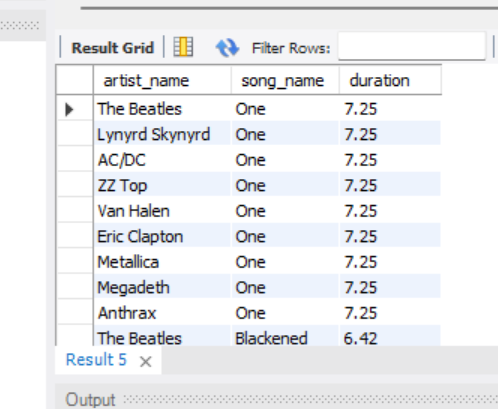 Result Grid Filter Rows:
artist_name song_name duration
The Beatles One 7.25
Lynyrd Skynyrd One 7.25
AC/DC One 7.25
ZZ Top One 7.25
Van Halen One 7.25
Eric Clapton One 7.25
Metallica One 7.25
Megadeth One 7.25
Anthrax One 7.25
The Beatles Blackened 6.42
Result 5 ×
Output